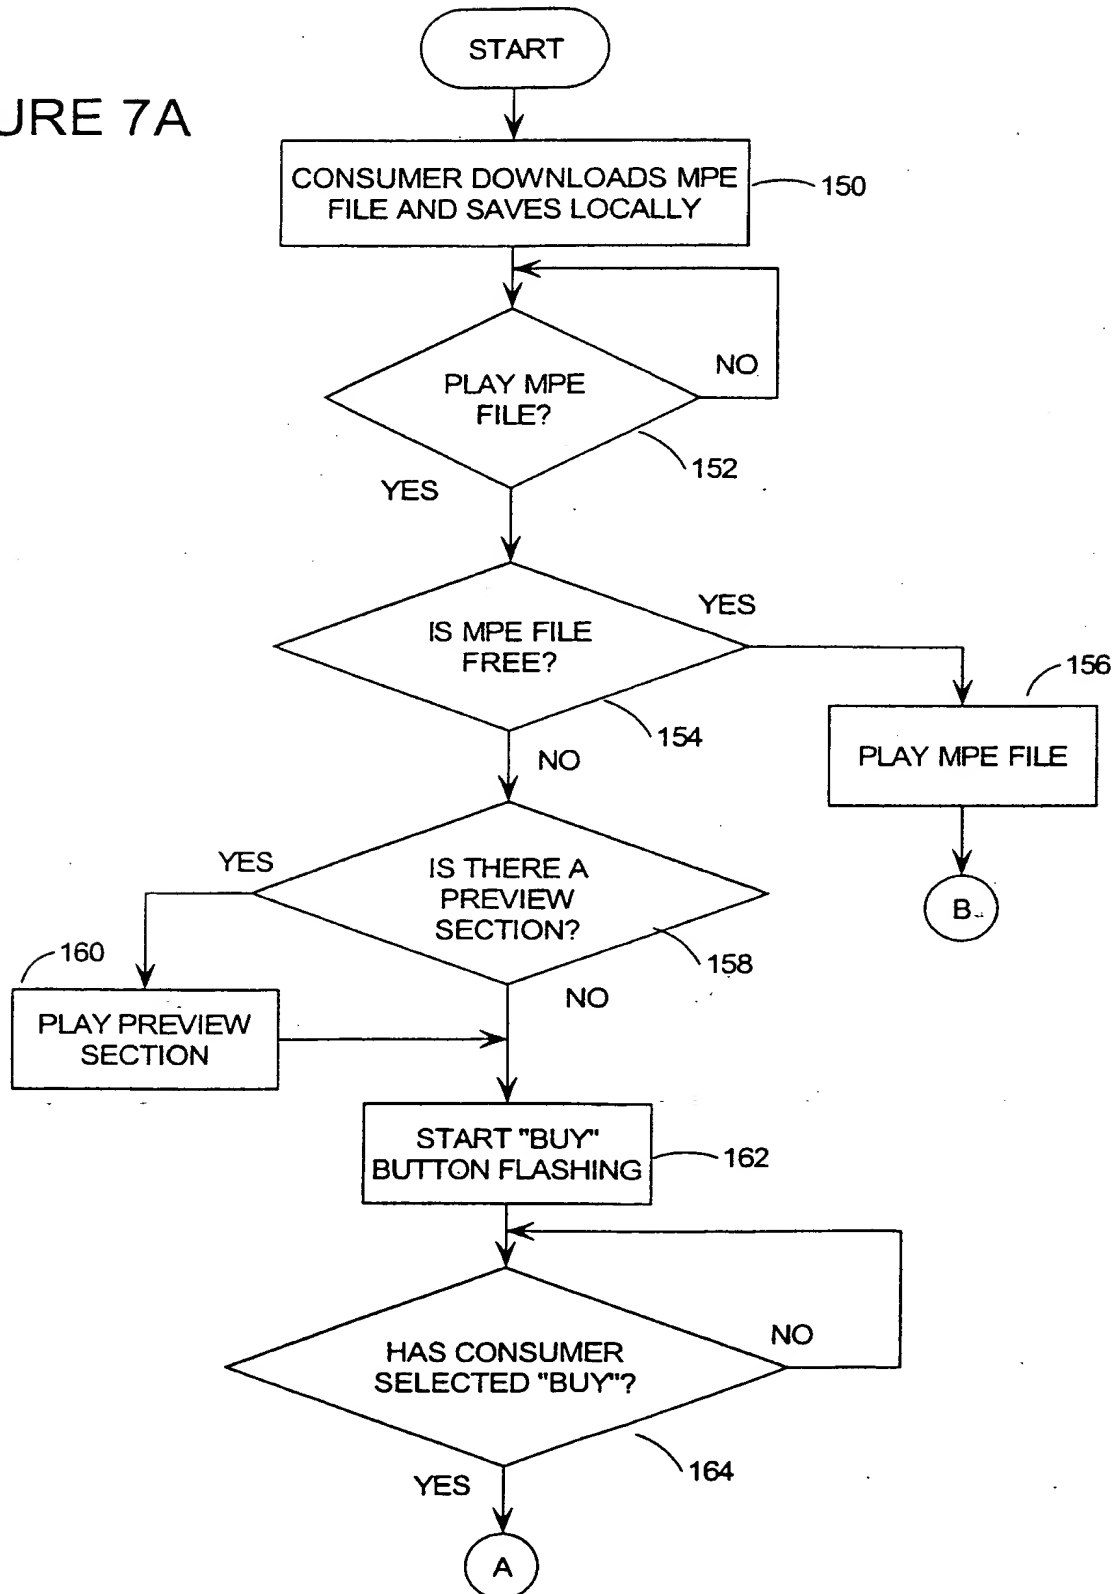 START
URE 7A
CONSUMER DOWNLOADS MPE
FILE AND SAVES LOCALLY
150
PLAY MPE
FILE?
NO
152
YES
IS MPE FILE
FREE?
YES
154
156
NO
PLAY MPE FILE
YES
IS THERE A
PREVIEW
SECTION?
B
158
160
NO
PLAY PREVIEW
SECTION
START "BUY"
BUTTON FLASHING
162
HAS CONSUMER
SELECTED "BUY"?
NO
164
YES
A